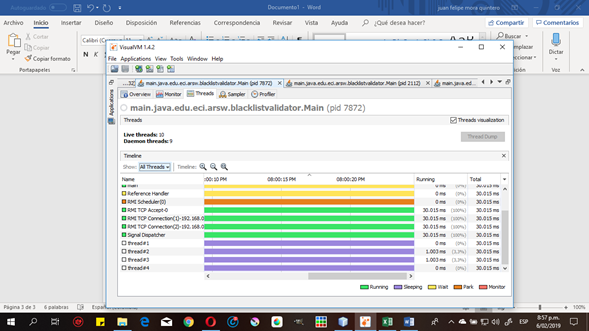 Autoguardado
Documento1 - Word
juan felipe mora quintero
Archivo Inicio Insertar Diseño Disposición Referencias Correspondencia Revisar Vista Ayuda ¿Qué desea hacer? Compartir Comentarios
Pegar
Cortar
Copiar
Copiar formato
Portapapeles
Calibri (
N K
Buscar
Dictar
Voz
VisualVM 1.4.2
File Applications View Tools Window Help
main.java.edu.eci.arsw.blacklistvalidator.Main (pid 7872)
main.java.edu.eci.arsw.blacklistvalidator.Main (pid 2112)
main.java.ed...
Applications
Overview Monitor Threads Sampler Profiler
main.java.edu.eci.arsw.blacklistvalidator.Main (pid 7872)
Threads
Threads visualization
Live threads: 10
Daemon threads: 9
Thread Dump
Timeline
Show: All Threads Timeline:
Name :00:10 PM 08:00:15 PM 08:00:20 PM Running Total
main 0 ms (0%) 30.015 ms
Reference Handler 0 ms (0%) 30.015 ms
RMI Scheduler(0) 0 ms (0%) 30.015 ms
RMI TCP Accept-0 30.015 ms (100%) 30.015 ms
RMI TCP Connection(1)-192.168.0 30.015 ms (100%) 30.015 ms
RMI TCP Connection(2)-192.168.0 30.015 ms (100%) 30.015 ms
Signal Dispatcher 30.015 ms (100%) 30.015 ms
thread#1 0 ms (0%) 30.015 ms
thread#2 1.003 ms (3,3%) 30.015 ms
thread#3 1.003 ms (3,3%) 30.015 ms
thread#4 0 ms (0%) 30.015 ms
Running Sleeping Wait Park Monitor
Página 3 de 3 6 palabras
100%
ESP
8:57 p.m.
6/02/2019